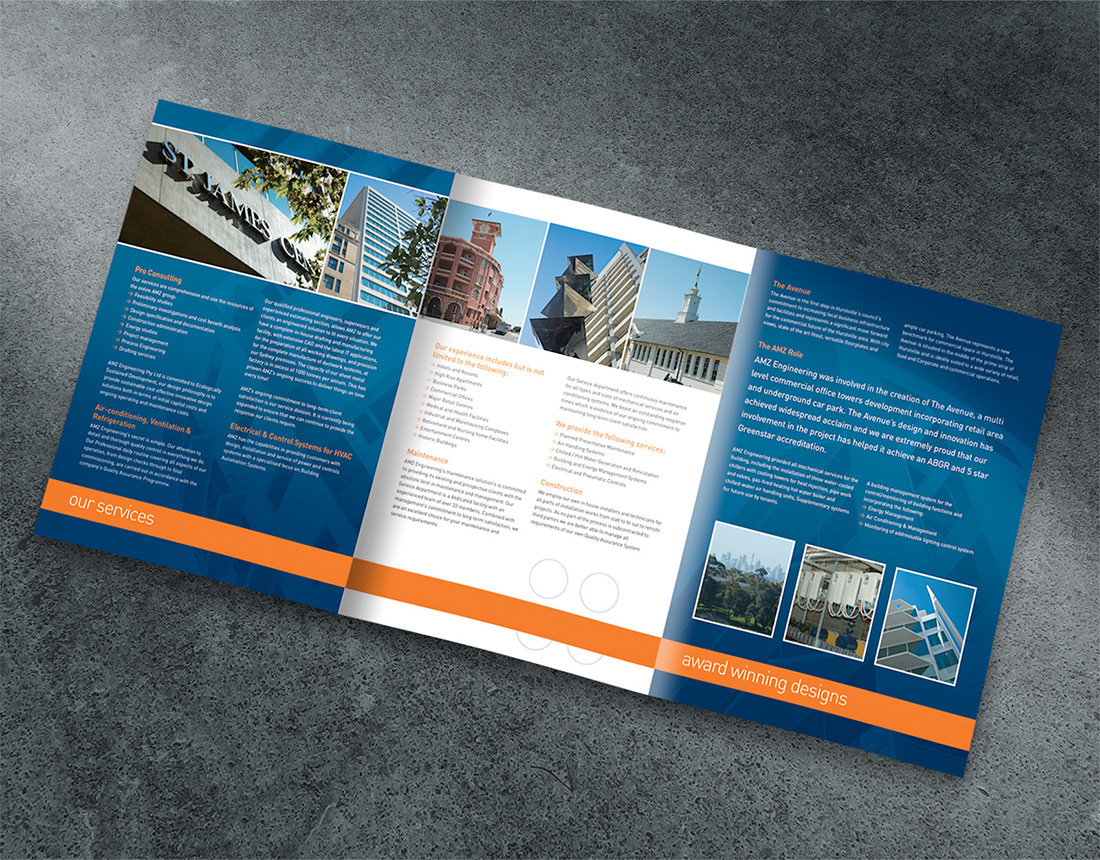 ST. JAMES CEN
Pro Consulting
Our services are comprehensive and use the resources of
the entire AMZ group:
Feasibility studies
Preliminary investigations and cost benefit analysis
Design specification and documentation
Construction administration
Energy studies
Project management
Process Engineering
Drafting services
AMZ Engineering Pty Ltd is committed to Ecologically
Sustainable Development, our design philosophy is to
provide sustainable cost effective innovative design
solutions both in terms of initial capital costs and
ongoing operating and maintenance costs.
Air-conditioning, Ventilation &
Refrigeration
AMZ Engineering's secret is simple. Our attention to
detail and thorough quality in everything we do.
Our Professional daily routine covering all aspects of our
operation, from design checks through to final
commissioning, are carried out in accordance with the
company's Quality Assurance Programme.
Our qualified professional engineers, supervisors and
experienced estimating team, allows AMZ to offer our
clients an engineered solution to fit every situation. We
have a complete in-house drafting and manufacturing
facility, with extensive CAD and the latest IT applications
for the preparation of all working drawings, provision
for the complete manufacture of our sheet metal
ductwork system. The capacity of our
our Sydney plant is in excess of 1000 tonnes per annum. This has
proven AMZ's ongoing success to deliver projects on time
every time!
AMZ's ongoing commitment to long-term client
satisfaction is our service division. It is currently being
expanded to ensure that we can continue to provide the
service our clients require.
Electrical & Control Systems for HVAC
AMZ has the capabilities in providing customers with
design, installation and service of power and controls
systems with a specialised focus on Building
Automation Systems.
our services
Our experience includes but is not
limited to the following:
Hotels and Resorts
High Rise Apartments
Business Parks
Commercial Offices
Major Retail Centres
Medical and Health Facilities
Industrial and Warehousing Complexes
Retirement and Nursing home Facilities
Entertainment Centres
Historic Buildings
Maintenance
AMZ Engineering's maintenance solution's is committed
to providing its existing and prospective clients with the
absolute best in maintenance and management. Our
Service department is a dedicated facility with an
experienced team of over 33 members. Combined with
management's commitment to long term satisfaction, we
are an excellent choice for your maintenance and
service requirements.
Our Service department offers continuous maintenance
for all types and sizes of mechanical services and air
conditioning systems. We boast an outstanding response
times which is evidence of our ongoing commitment to
maintaining long term client satisfaction.
We provide the following services:
Planned Preventative Maintenance
Air Handling Systems
Chilled / Hot Water Generation and Reticulation
Building and Energy Management Systems
Electrical and Pneumatic Controls
Construction
We employ our own in house installers and technicians for
all parts of installation works from slab to fit out to retrofit
projects. As no part of the process is subcontracted to
third parties we are better able to manage all
requirements of our own Quality Assurance System.
The Avenue
The Avenue is the first step in Hurstville's council's
commitment to increasing local business infrastructure
and facilities and represents a significant investment
for the commercial future of the Hurstville area. With city
views, state of the art, versatile floorplates and
ample car parking, The Avenue represents a new
benchmark for commercial space in Hurstville. The
Avenue is located in the middle of a wide variety of
Hurstville and is ideally a main strip of retail,
food and corporate and commercial operations.
The AMZ Role
AMZ Engineering was involved in the creation of The Avenue, a multi
level commercial office towers development incorporating retail area
and underground car park. The Avenue's design and innovation has
achieved widespread acclaim and we are extremely proud that our
involvement in the project has helped it achieve an ABGR and 5 star
Greenstar accreditation.
AMZ Engineering provided all mechanical services for the
building, including the installation of three water-cooled
chillers with cooling towers for heat rejection, pipe work
and valves, gas-fired heating hot water boiler and
chilled water air handling units, Supplementary systems
for future use by tenants.
A building management system for the
control/monitoring of building functions and
incorporating the following:
Energy Management
Air Conditioning & Management
Monitoring of addressable lighting control system
award winning designs